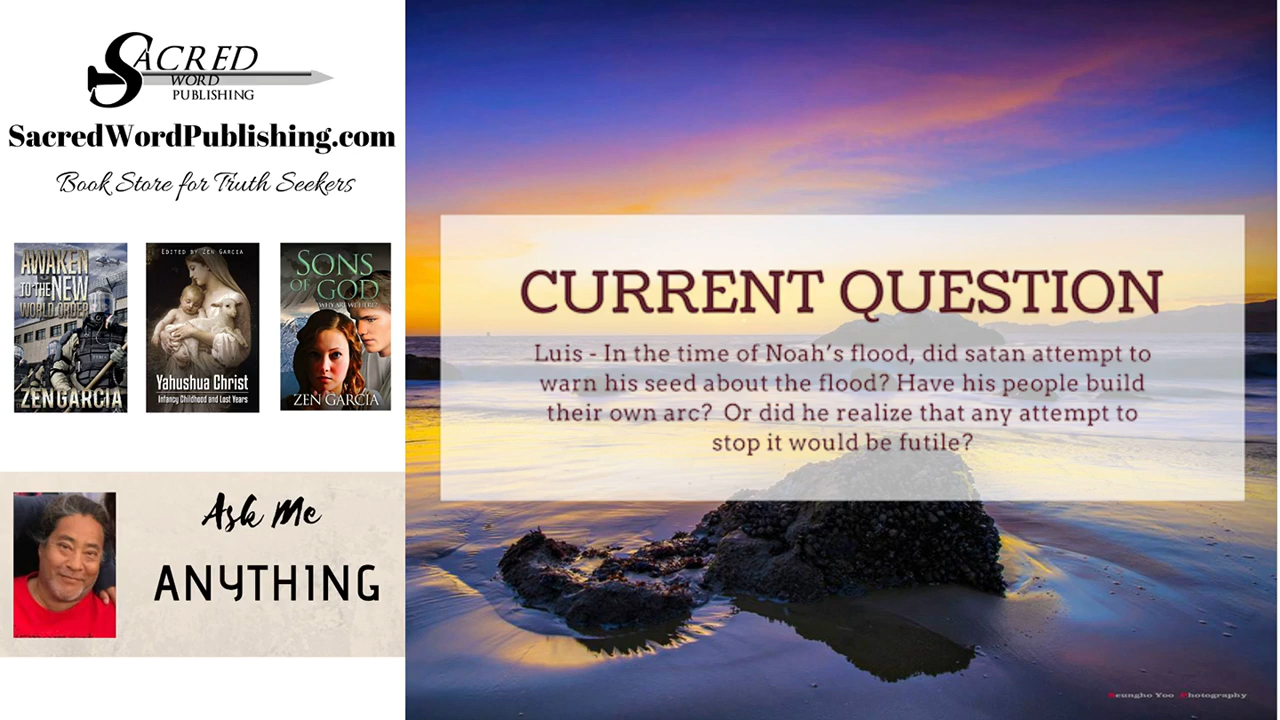 SACRED
WORD
PUBLISHING
SacredWordPublishing.com
Book Store for Truth Seekers
AWAKEN
TO THE NEW
WORLD ORDER
ZEN GARCIA
EDITED BY ZEN GARCIA
Yahushua Christ
Infancy Childhood and Lost Years
SONS
OF GOD
WHY ARE WE HERE?
ZEN GARCIA
Ask Me
ANYTHING
CURRENT QUESTION
Luis - In the time of Noah's flood, did satan attempt to
warn his seed about the flood? Have his people build
their own arc? Or did he realize that any attempt to
stop it would be futile?
Seungho Yoo Photography